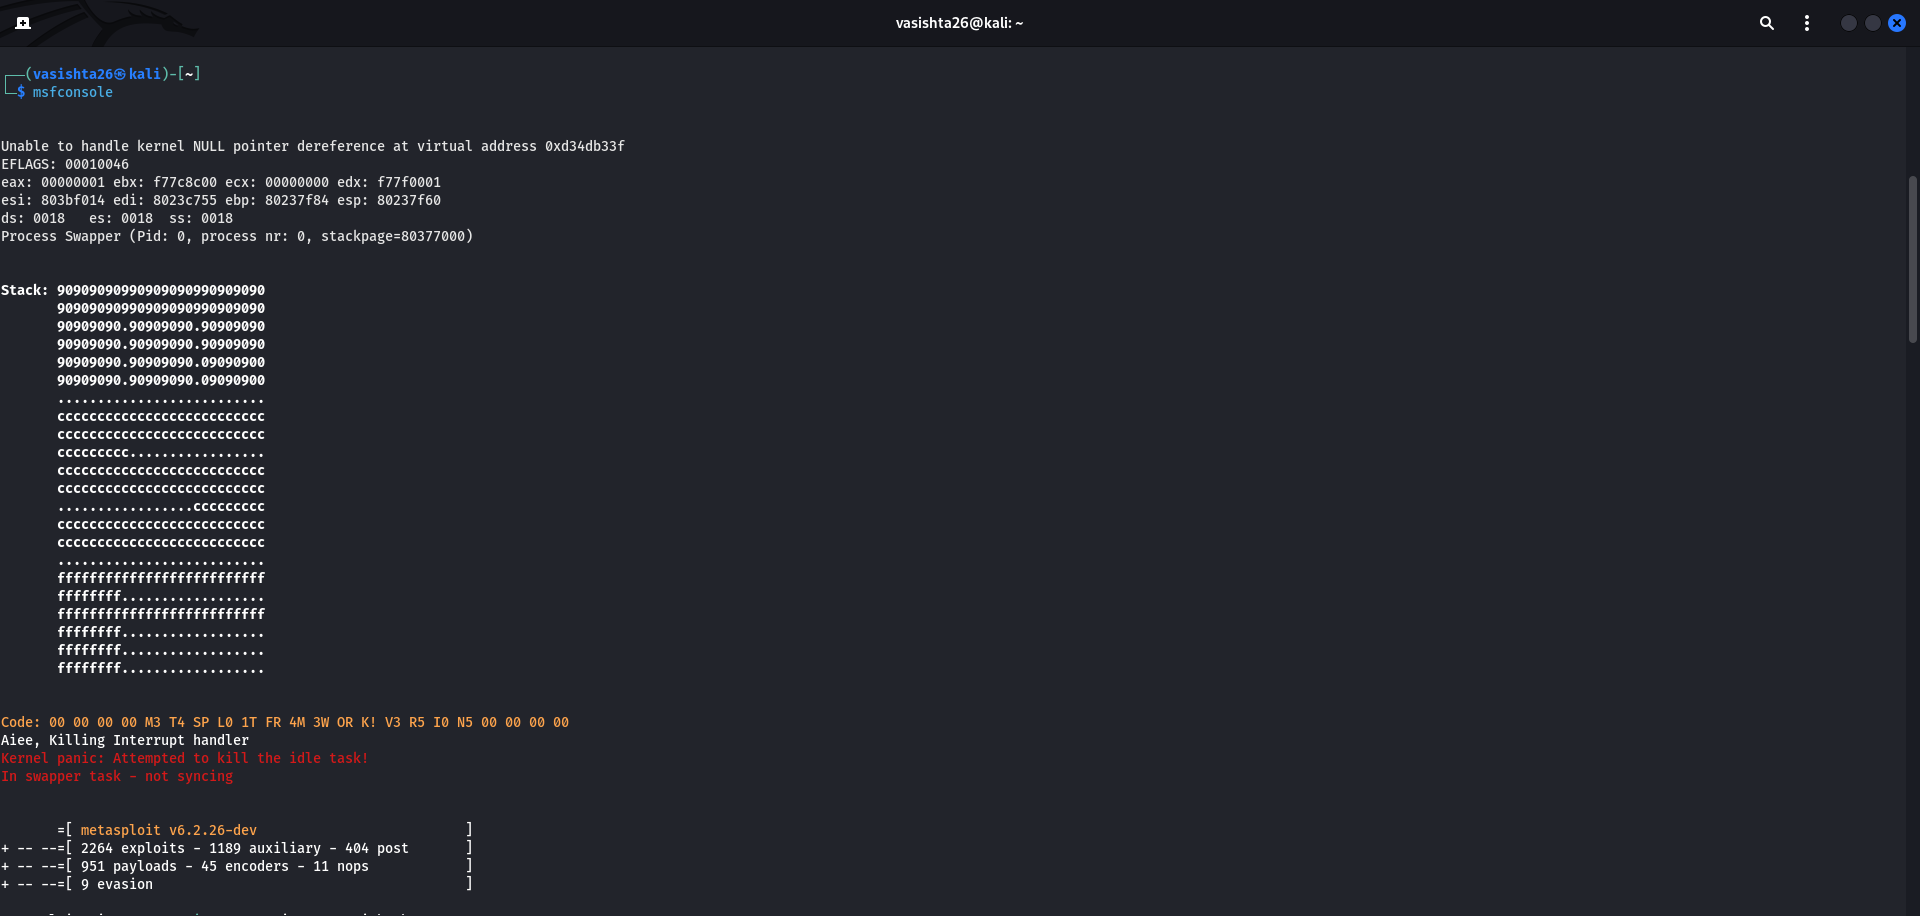 vasishta26@kali: ~
┌──(vasishta26㉿kali)-[~]
└─$ msfconsole
Unable to handle kernel NULL pointer dereference at virtual address 0xd34db33f
EFLAGS: 00010046
eax: 00000001 ebx: f77c8c00 ecx: 00000000 edx: f77f0001
esi: 803bf014 edi: 8023c755 ebp: 80237f84 esp: 80237f60
ds: 0018   es: 0018  ss: 0018
Process Swapper (Pid: 0, process nr: 0, stackpage=80377000)
Stack: 90909090990909090990909090
90909090990909090990909090
90909090.90909090.90909090
90909090.90909090.90909090
90909090.90909090.09090900
90909090.90909090.09090900
..........................
cccccccccccccccccccccccccc
cccccccccccccccccccccccccc
ccccccccc.................
cccccccccccccccccccccccccc
cccccccccccccccccccccccccc
.................ccccccccc
cccccccccccccccccccccccccc
cccccccccccccccccccccccccc
..........................
ffffffffffffffffffffffffff
ffffffff..................
ffffffffffffffffffffffffff
ffffffff..................
ffffffff..................
ffffffff..................
Code: 00 00 00 00 M3 T4 SP L0 1T FR 4M 3W OR K! V3 R5 I0 N5 00 00 00 00
Aiee, Killing Interrupt handler
Kernel panic: Attempted to kill the idle task!
In swapper task - not syncing
=[ metasploit v6.2.26-dev                          ]
+ -- --=[ 2264 exploits - 1189 auxiliary - 404 post       ]
+ -- --=[ 951 payloads - 45 encoders - 11 nops            ]
+ -- --=[ 9 evasion                                       ]